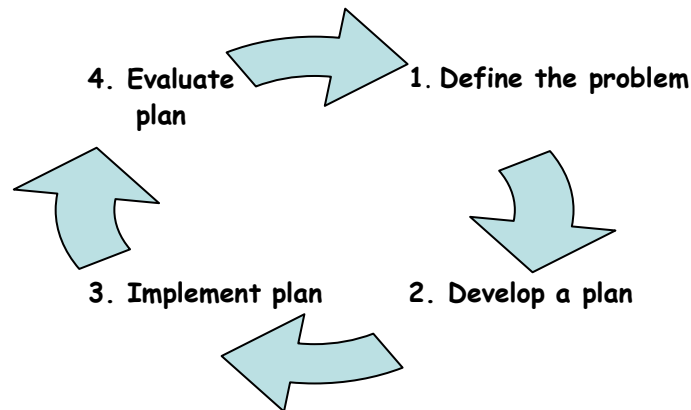 4. Evaluate
plan
1. Define the problem
3. Implement plan
2. Develop a plan